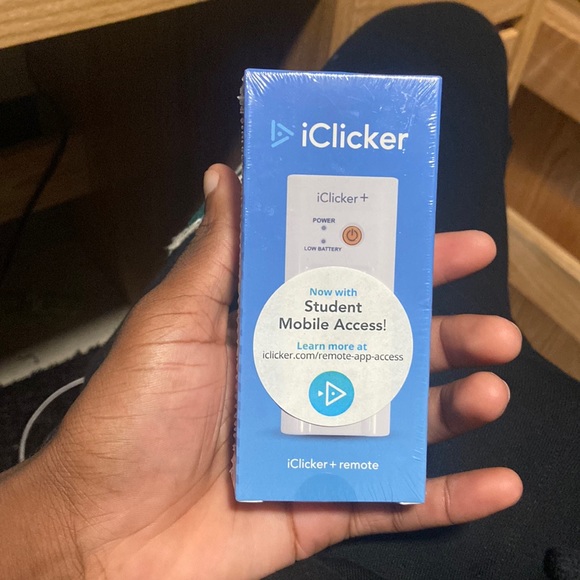 iClicker
iClicker+
POWER
LOW BATTERY
Now with
Student
Mobile Access!
Learn more at
iclicker.com/remote-app-access
iClicker+ remote